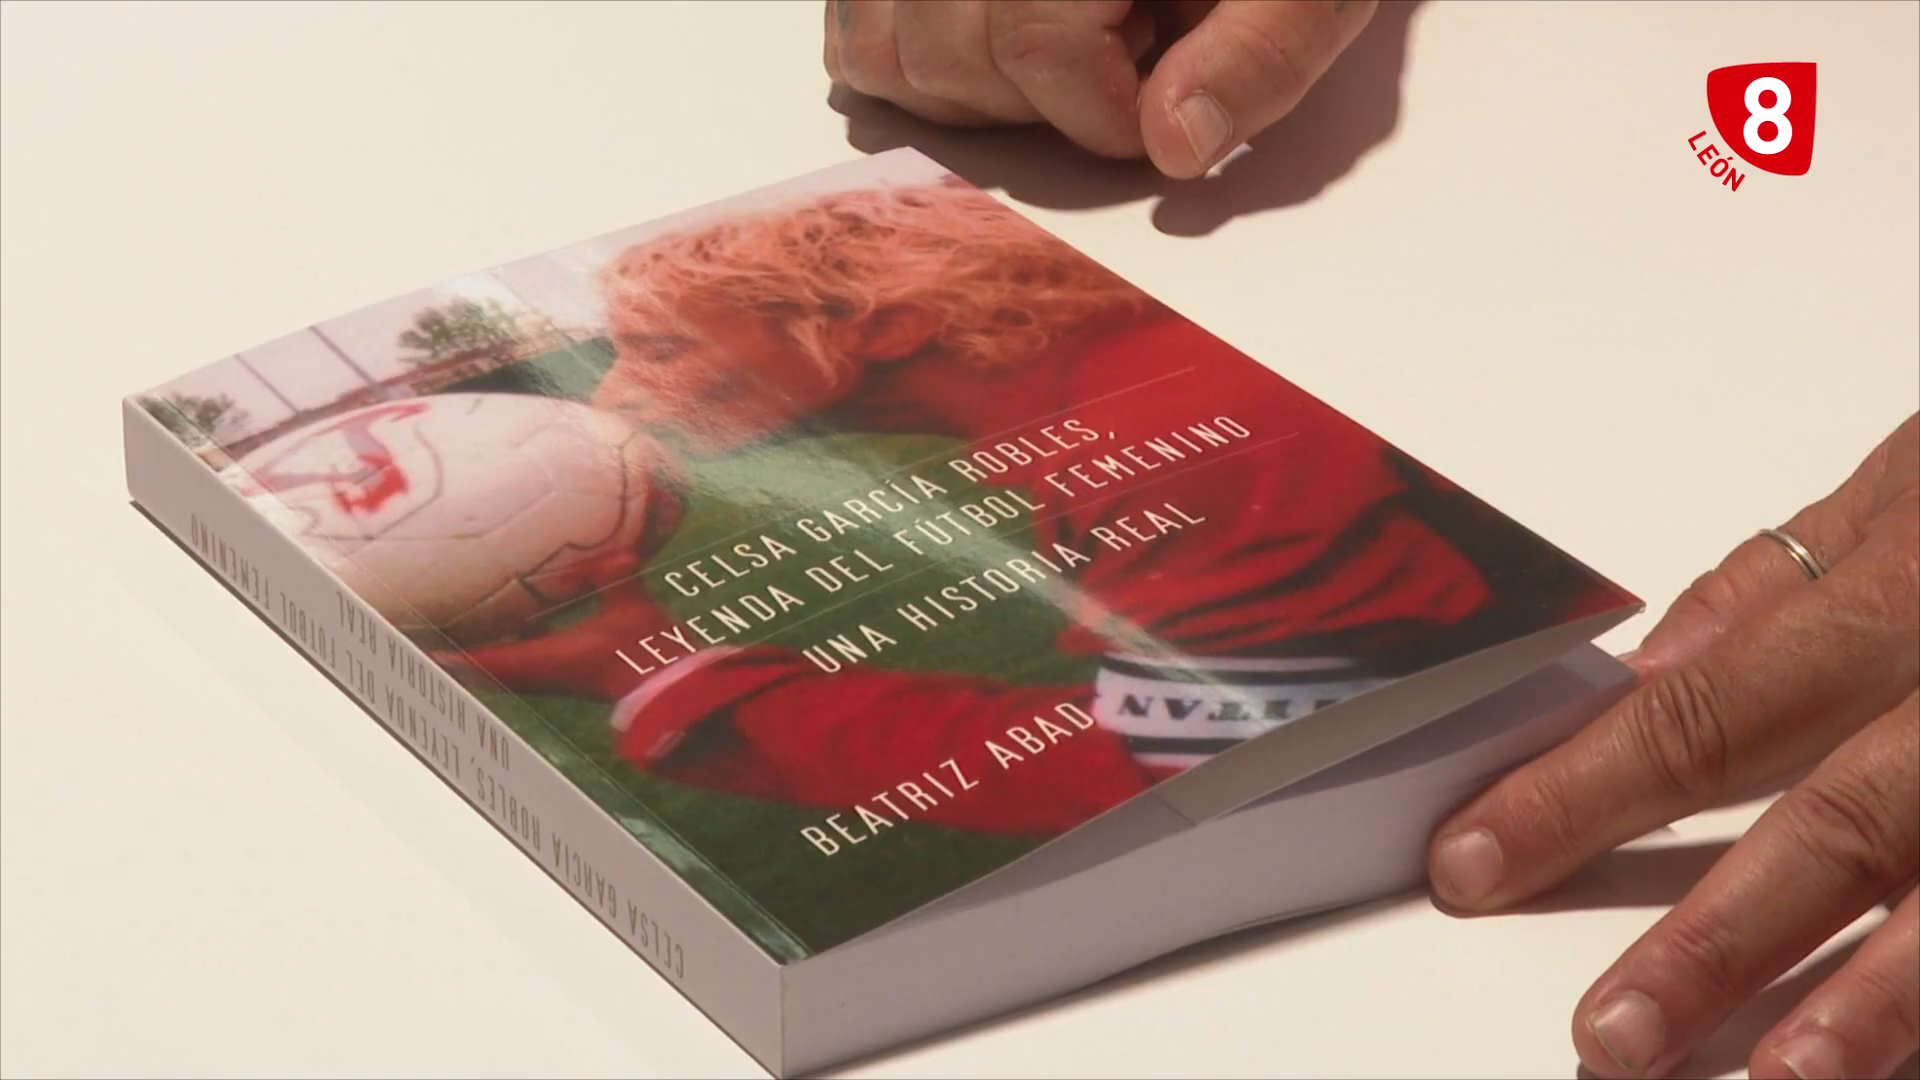 8
LEÓN
CELSA GARCÍA ROBLES,
LEYENDA DEL FÚTBOL FEMENINO
UNA HISTORIA REAL
BEATRIZ ABAD
CELSA GARCÍA ROBLES, LEYENDA DEL FÚTBOL FEMENINO
UNA HISTORIA REAL